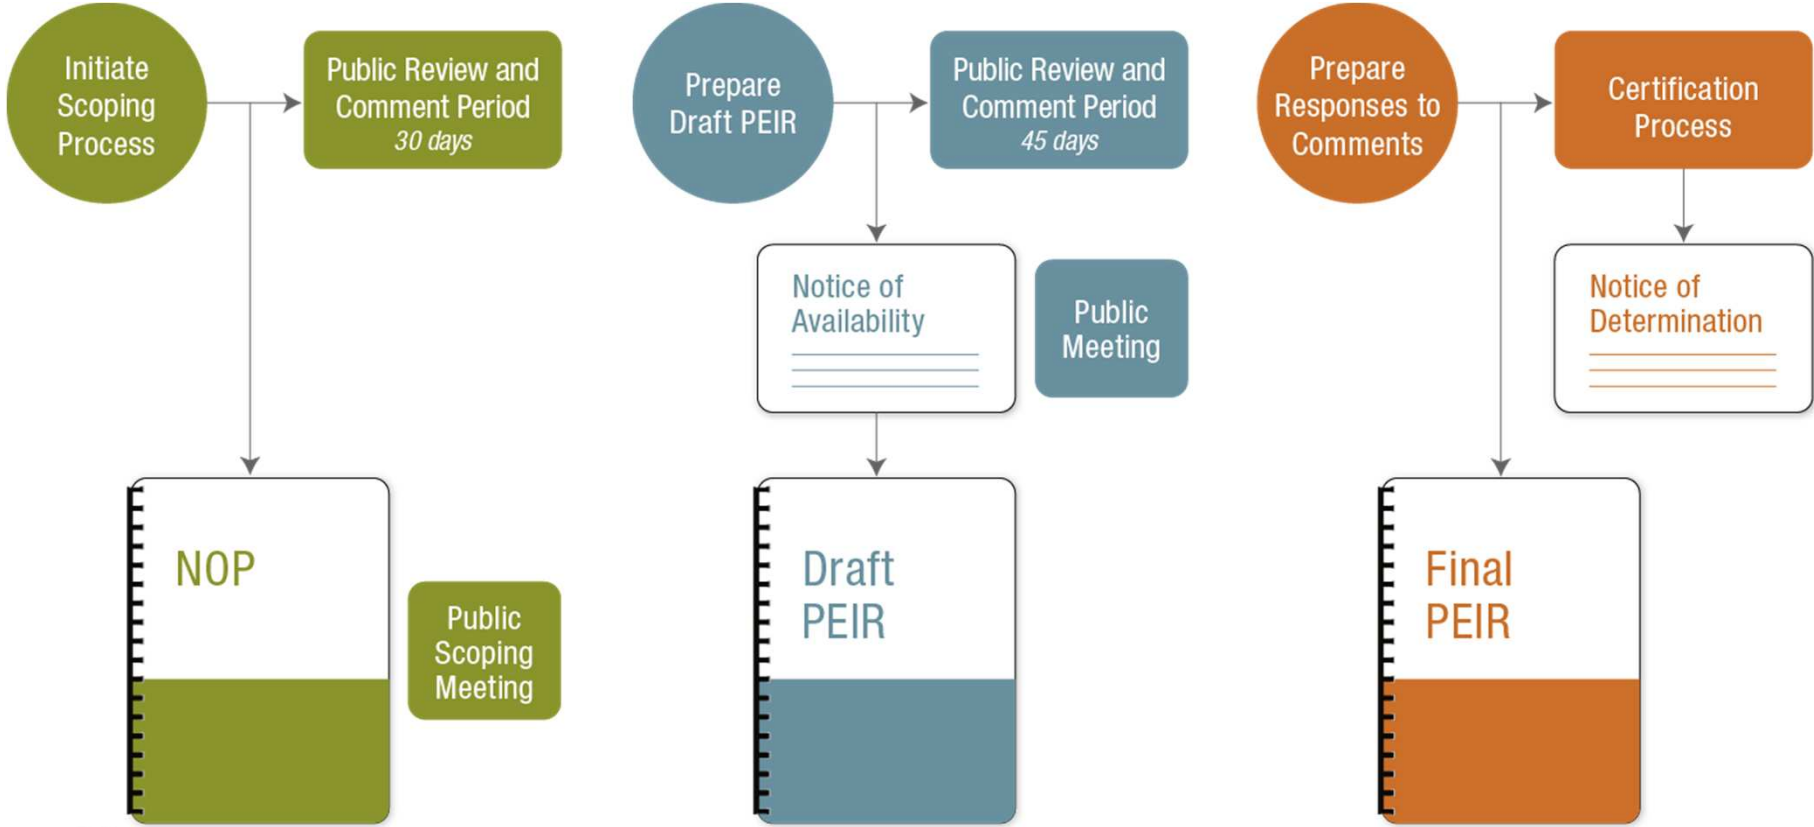 Initiate
Scoping
Process
Public Review and
Comment Period
30 days
NOP
Public
Scoping
Meeting
Prepare
Draft PEIR
Public Review and
Comment Period
45 days
Notice of
Availability
Public
Meeting
Draft
PEIR
Prepare
Responses to
Comments
Certification
Process
Notice of
Determination
Final
PEIR